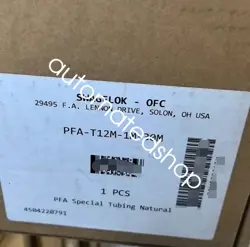 SWAGELOK - OFC
29495 F.A. LENNON DRIVE, SOLON, OH USA
PFA-T12M-1M-30M
1 PCS
PFA Special Tubing Natural
4504220791
automatedshop